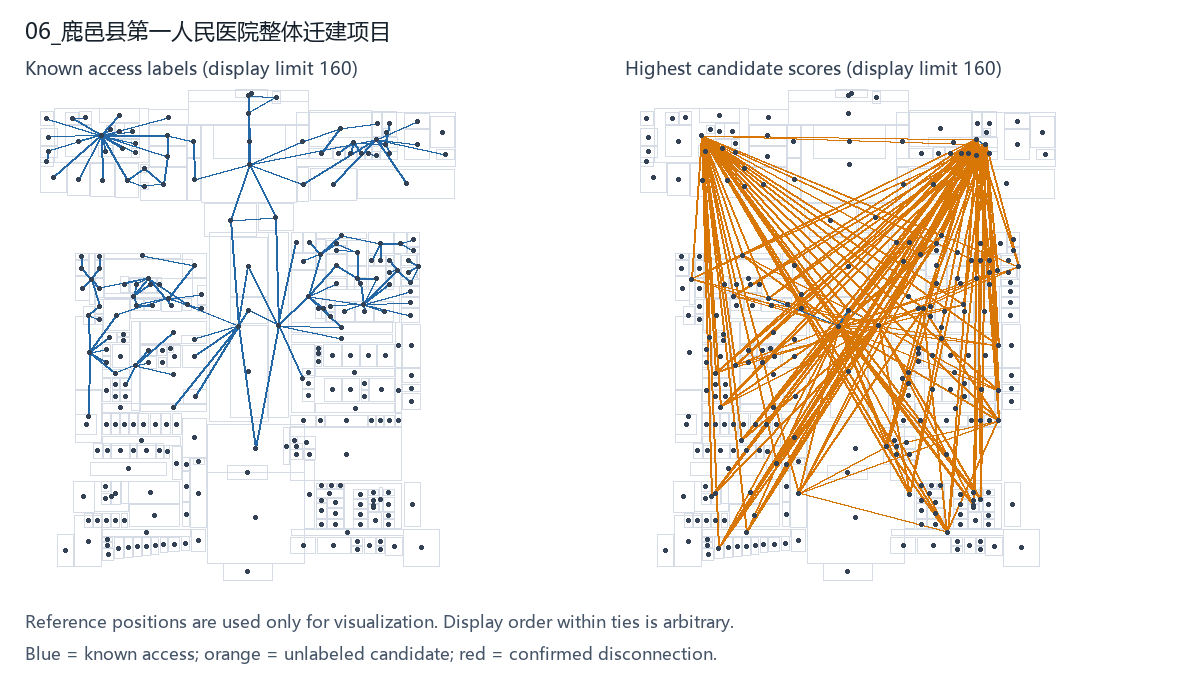 06_鹿邑县第一人民医院整体迁建项目
Known access labels (display limit 160)
Highest candidate scores (display limit 160)
Reference positions are used only for visualization. Display order within ties is arbitrary.
Blue = known access; orange = unlabeled candidate; red = confirmed disconnection.